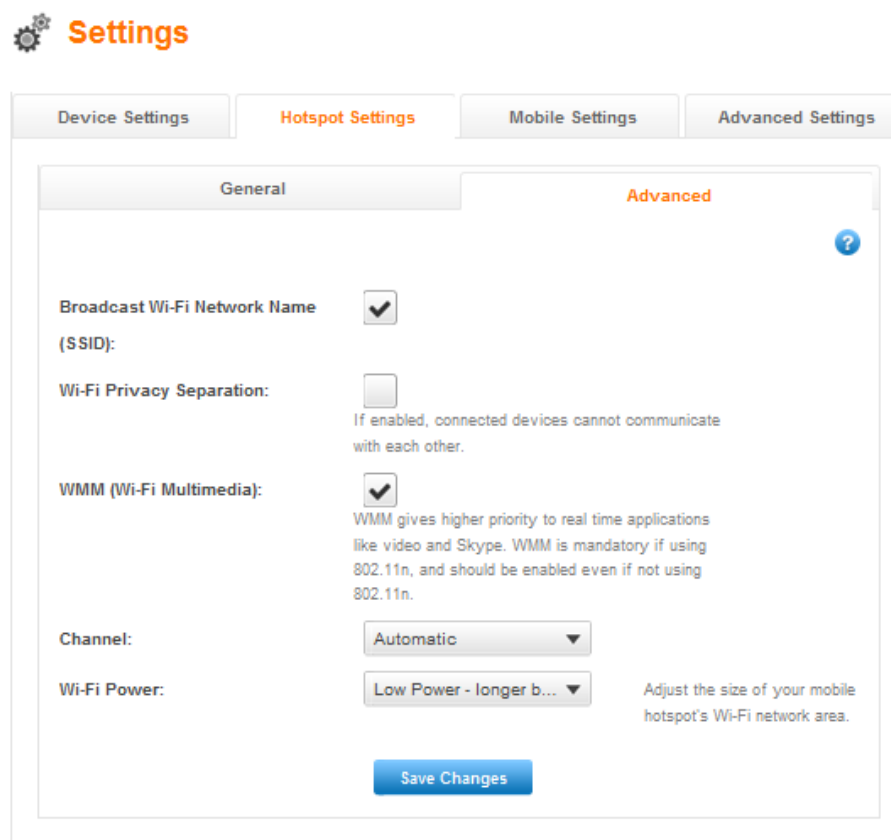 Settings
Device Settings
Hotspot Settings
Mobile Settings
Advanced Settings
General
Advanced
?
Broadcast Wi-Fi Network Name
(SSID):
Wi-Fi Privacy Separation:
If enabled, connected devices cannot communicate
with each other.
WMM (Wi-Fi Multimedia):
WMM gives higher priority to real time applications
like video and Skype. WMM is mandatory if using
802.11n, and should be enabled even if not using
802.11n.
Channel:
Automatic
Wi-Fi Power:
Low Power - longer b...
Adjust the size of your mobile
hotspot's Wi-Fi network area.
Save Changes